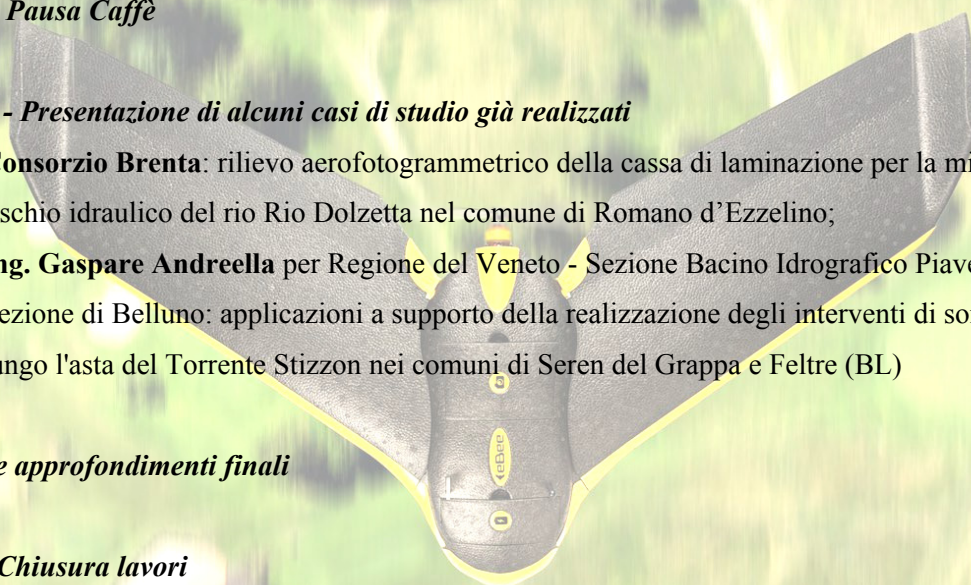 Pausa Caffè
- Presentazione di alcuni casi di studio già realizzati
Consorzio Brenta: rilievo aerofotogrammetrico della cassa di laminazione per la mi
schio idraulico del rio Rio Dolzetta nel comune di Romano d'Ezzelino;
ng. Gaspare Andreella per Regione del Veneto - Sezione Bacino Idrografico Piave
ezione di Belluno: applicazioni a supporto della realizzazione degli interventi di so
ungo l'asta del Torrente Stizzon nei comuni di Seren del Grappa e Feltre (BL)
eBee
e approfondimenti finali
Chiusura lavori